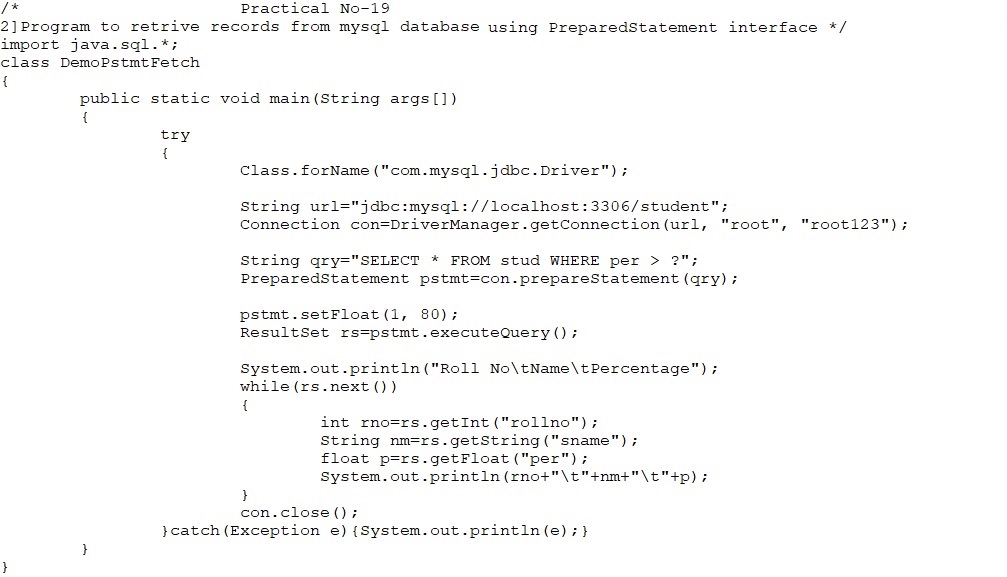 /*                      Practical No-19
2]Program to retrive records from mysql database using PreparedStatement interface */
import java.sql.*;
class DemoPstmtFetch
{
        public static void main(String args[])
        {
                try
                {
                        Class.forName("com.mysql.jdbc.Driver");

                        String url="jdbc:mysql://localhost:3306/student";
                        Connection con=DriverManager.getConnection(url, "root", "root123");

                        String qry="SELECT * FROM stud WHERE per > ?";
                        PreparedStatement pstmt=con.prepareStatement(qry);

                        pstmt.setFloat(1, 80);
                        ResultSet rs=pstmt.executeQuery();

                        System.out.println("Roll No\tName\tPercentage");
                        while(rs.next())
                        {
                                int rno=rs.getInt("rollno");
                                String nm=rs.getString("sname");
                                float p=rs.getFloat("per");
                                System.out.println(rno+"\t"+nm+"\t"+p);
                        }
                        con.close();
                }catch(Exception e){System.out.println(e);}
        }
}